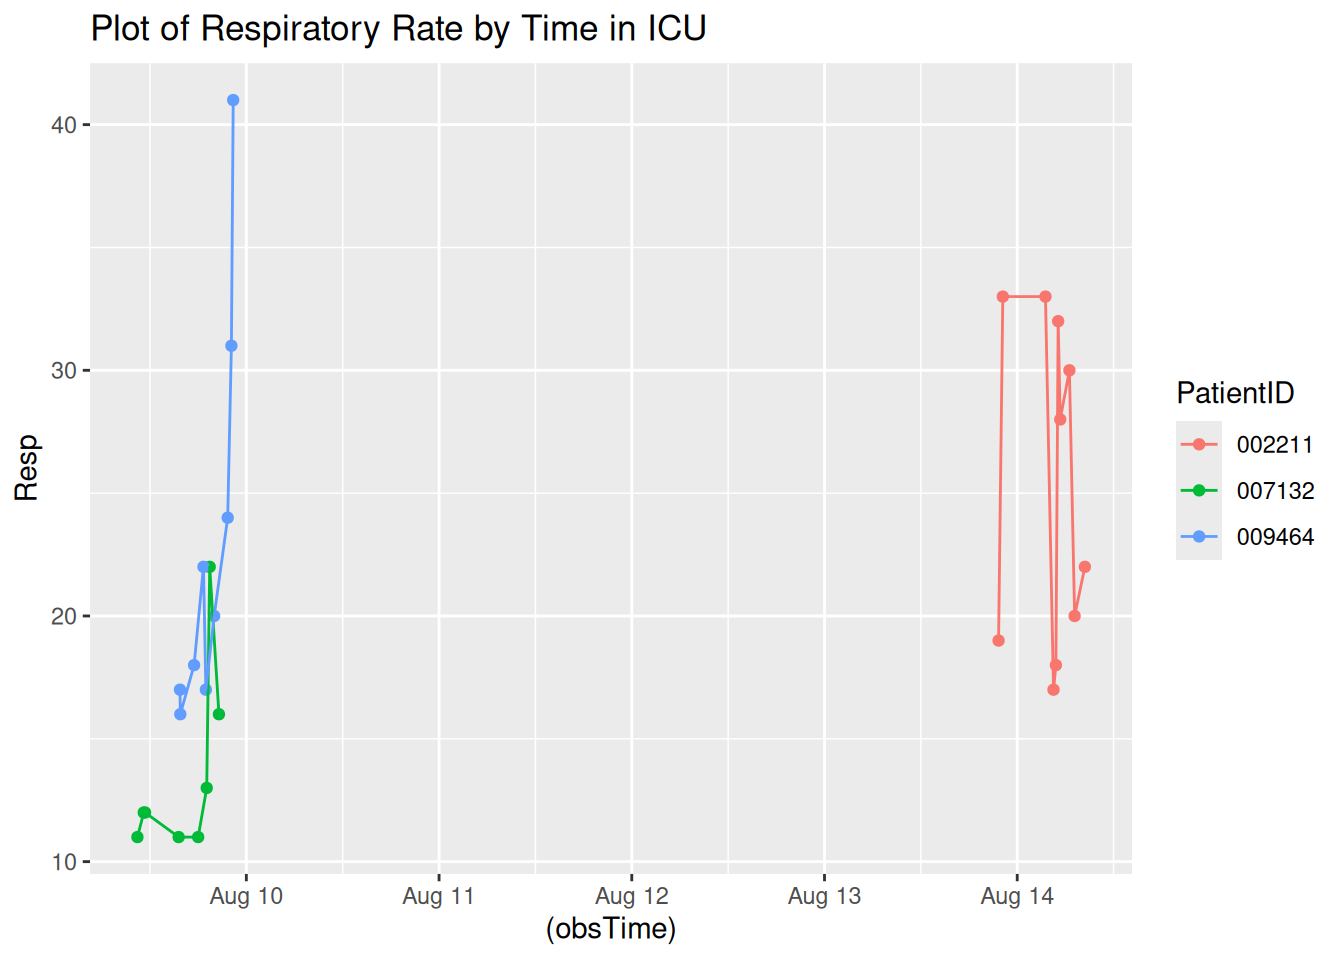 Plot of Respiratory Rate by Time in ICU
40
30
20
10
Resp
Aug 10 Aug 11 Aug 12 Aug 13 Aug 14
(obsTime)
PatientID
002211
007132
009464